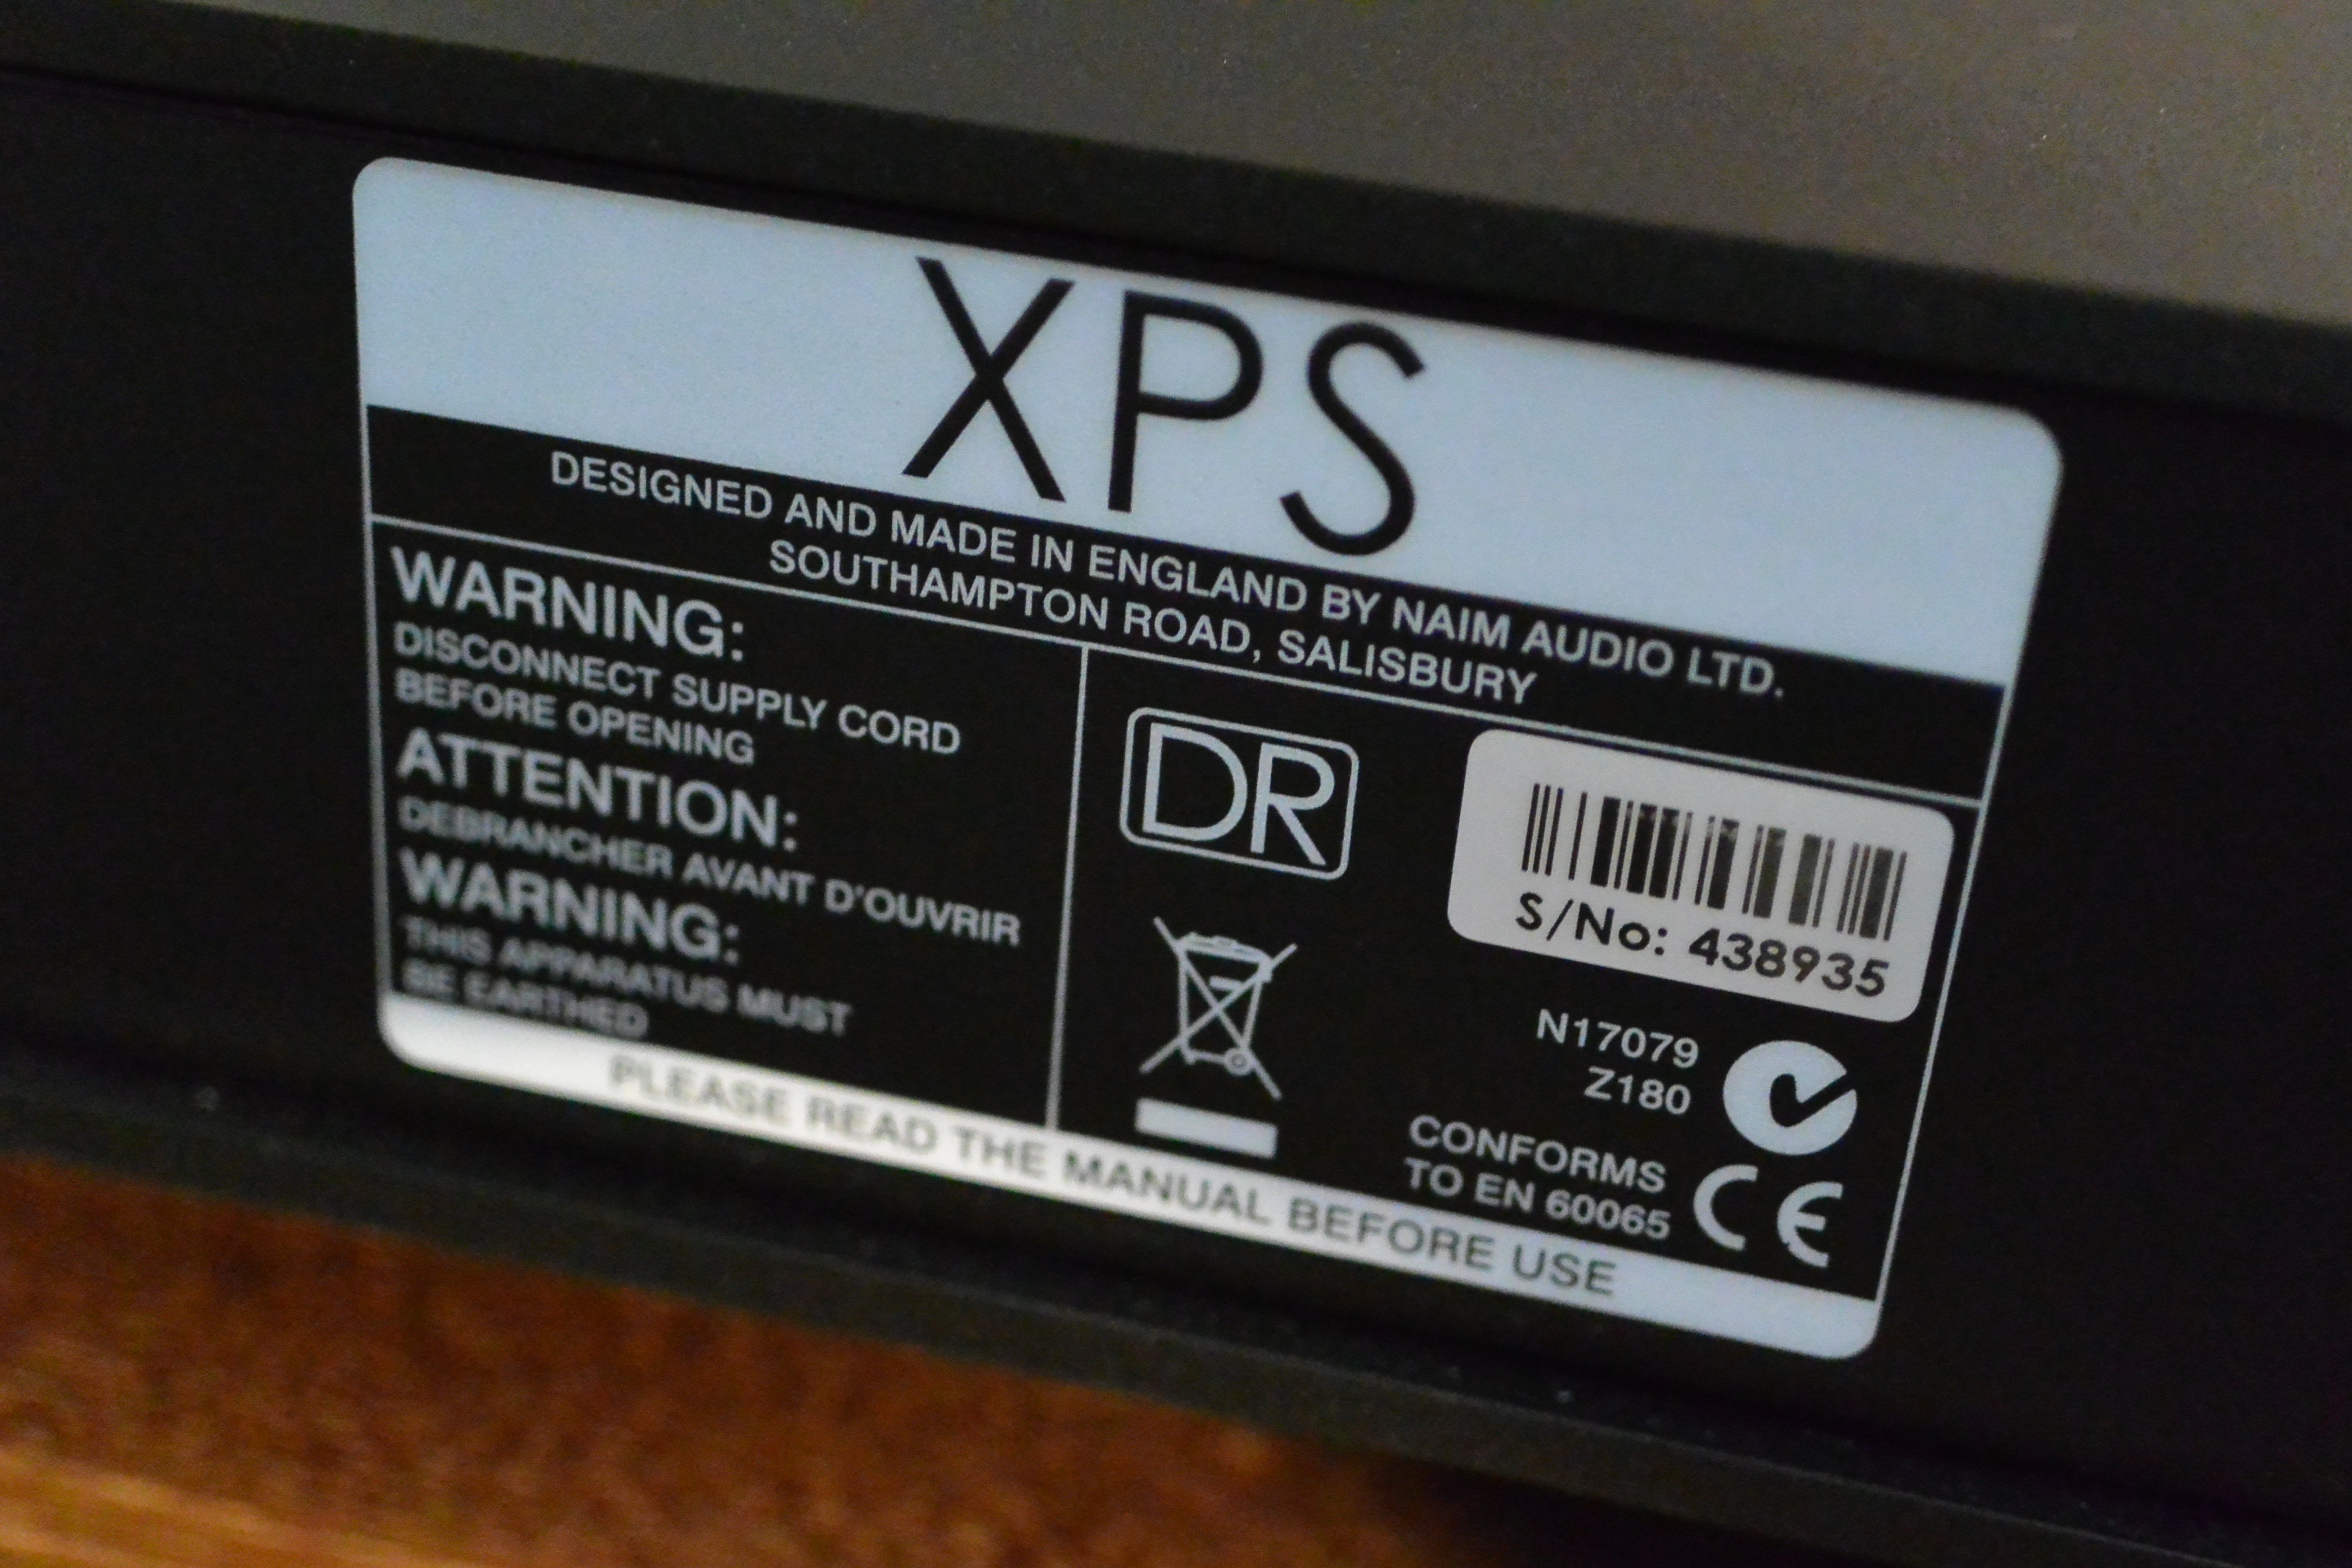 XPS
DESIGNED AND MADE IN ENGLAND BY NAIM AUDIO LTD.
SOUTHAMPTON ROAD, SALISBURY
WARNING:
DISCONNECT SUPPLY CORD
BEFORE OPENING
ATTENTION:
DEBRANCHER AVANT D'OUVRIR
WARNING:
THIS APPARATUS MUST
BE EARTHED
DR
S/No: 438935
N17079
Z180
CONFORMS
TO EN 60065
CE
PLEASE READ THE MANUAL BEFORE USE